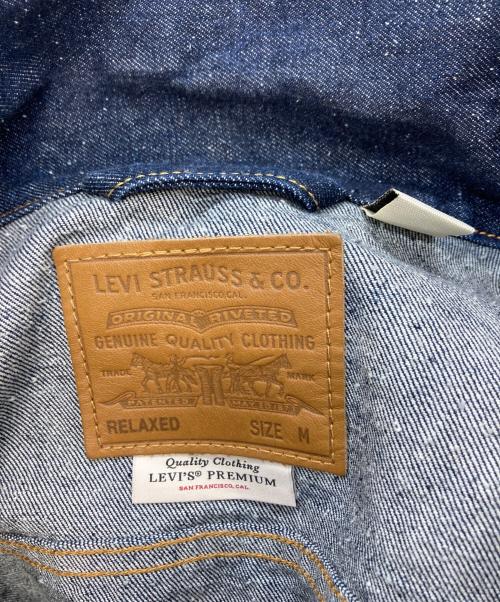 LEVI STRAUSS & CO.
SAN FRANCISCO, CAL.
ORIGINAL RIVETED
GENUINE QUALITY CLOTHING
TRADE MARK
PATENTED MAY 20 1873
RELAXED SIZE M
Quality Clothing
LEVI'S® PREMIUM
SAN FRANCISCO, CAL.